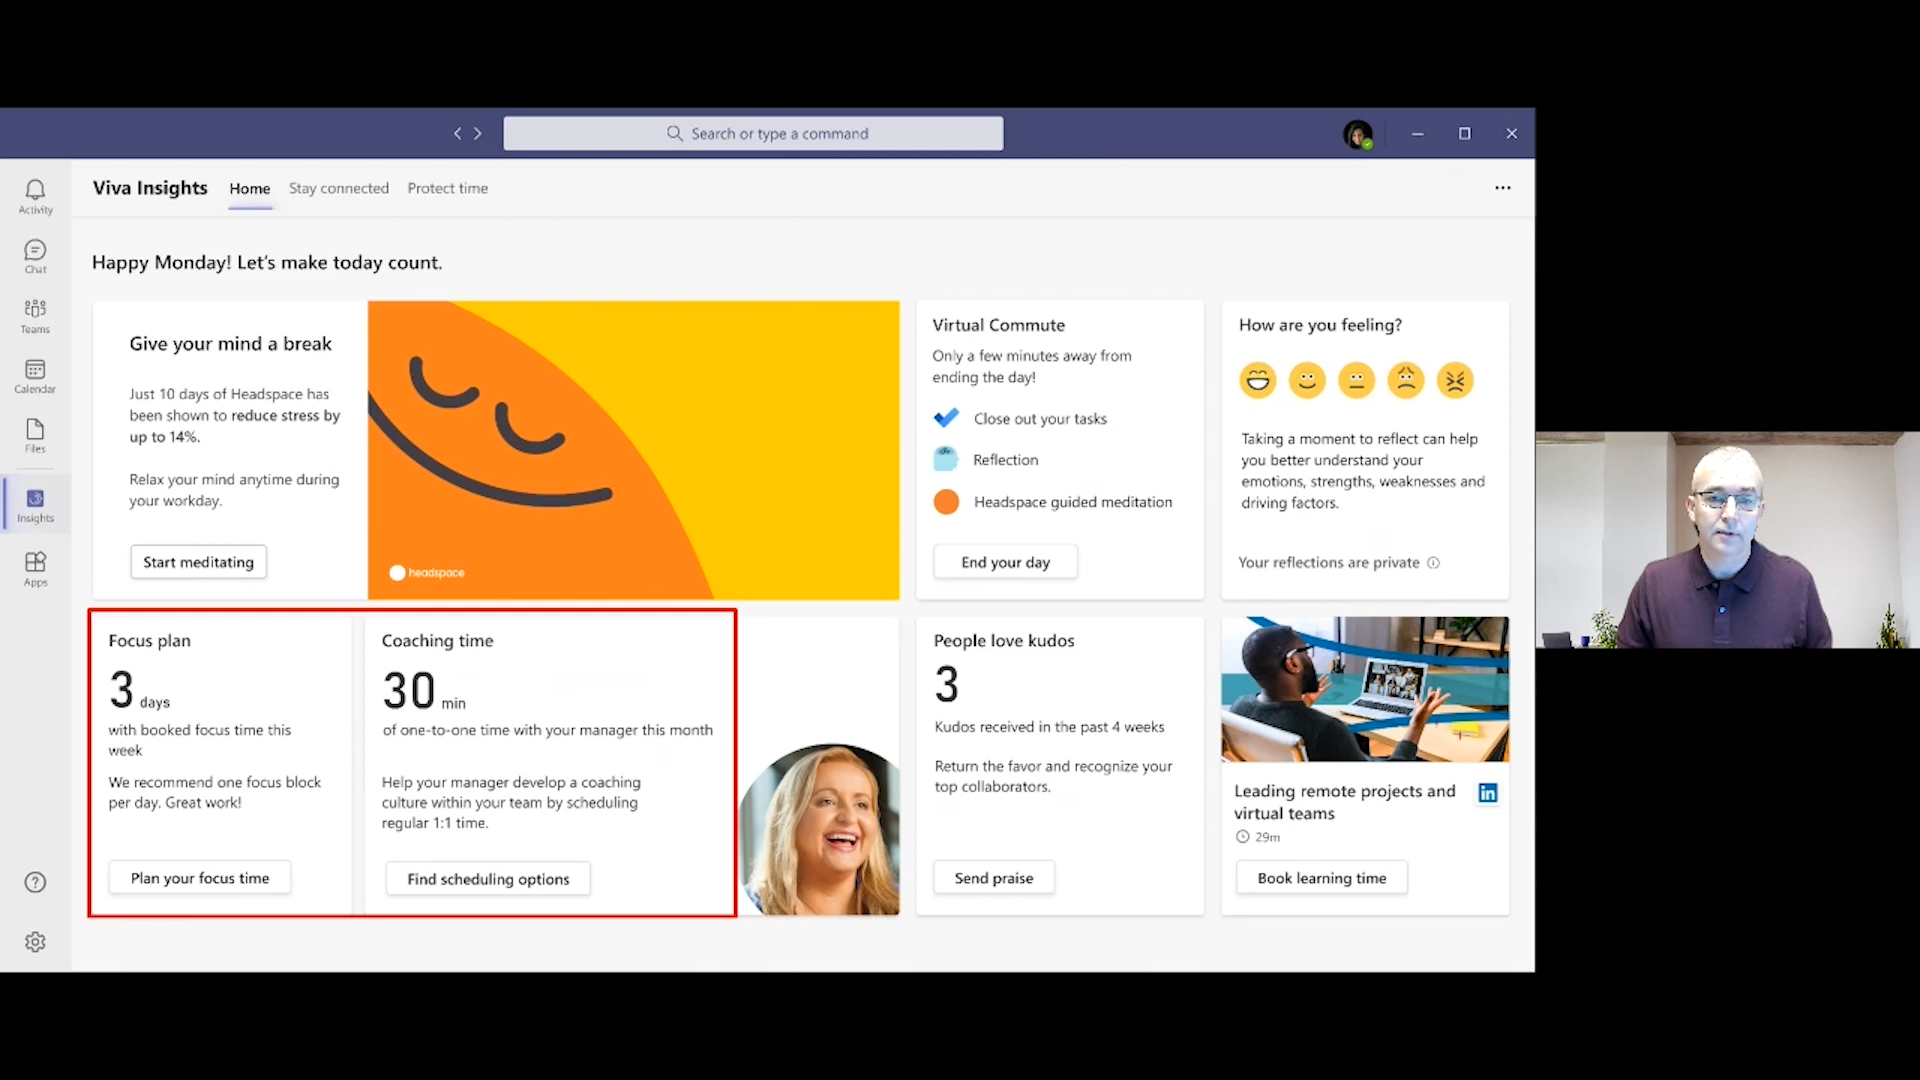 Search or type a command
Viva Insights
Home
Stay connected
Protect time
Activity
Chat
Teams
Calendar
Files
Insights
Apps
Happy Monday! Let's make today count.
Give your mind a break
Just 10 days of Headspace has
been shown to reduce stress by
up to 14%.
Relax your mind anytime during
your workday.
Start meditating
headspace
Virtual Commute
Only a few minutes away from
ending the day!
Close out your tasks
Reflection
Headspace guided meditation
End your day
How are you feeling?
Taking a moment to reflect can help
you better understand your
emotions, strengths, weaknesses and
driving factors.
Your reflections are private
Focus plan
3 days
with booked focus time this
week
We recommend one focus block
per day. Great work!
Plan your focus time
Coaching time
30 min
of one-to-one time with your manager this month
Help your manager develop a coaching
culture within your team by scheduling
regular 1:1 time.
Find scheduling options
People love kudos
3
Kudos received in the past 4 weeks
Return the favor and recognize your
top collaborators.
Send praise
Leading remote projects and
virtual teams
in
29m
Book learning time